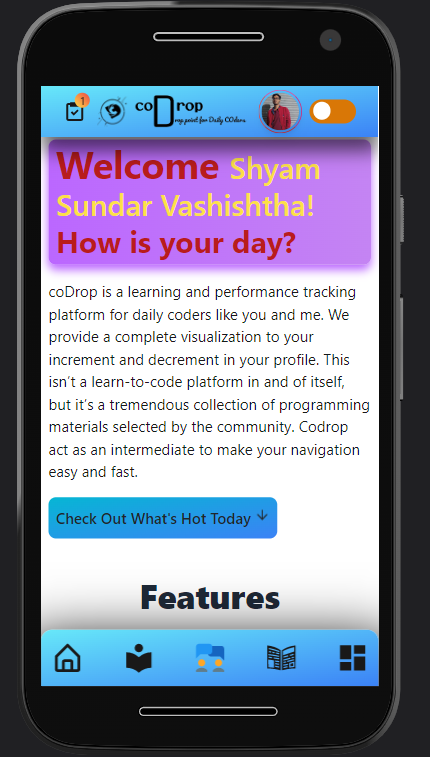 1
coDrop
Drop point for Daily COders
Welcome Shyam
Sundar Vashishtha!
How is your day?
coDrop is a learning and performance tracking
platform for daily coders like you and me. We
provide a complete visualization to your
increment and decrement in your profile. This
isn't a learn-to-code platform in and of itself,
but it's a tremendous collection of programming
materials selected by the community. Codrop
act as an intermediate to make your navigation
easy and fast.
Check Out What's Hot Today
Features